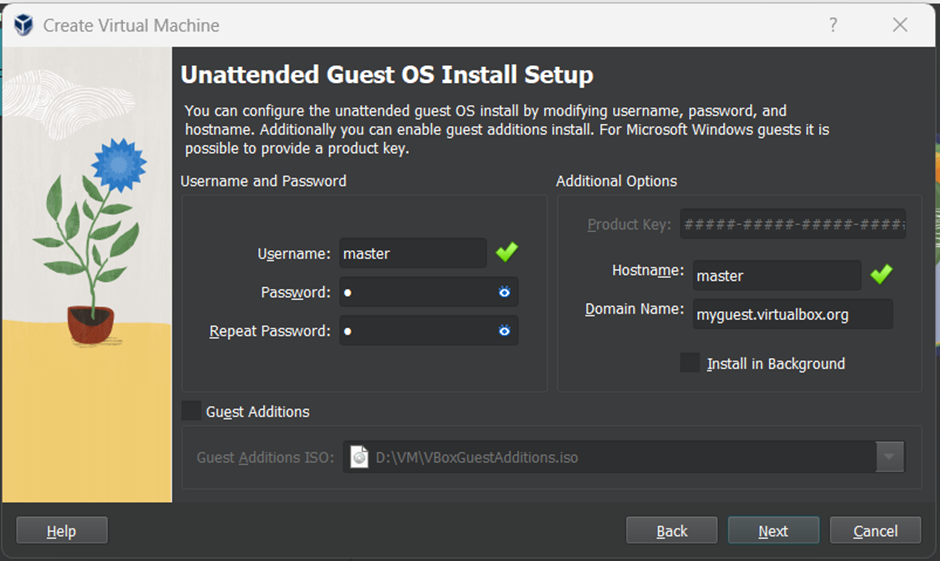 Create Virtual Machine
?
Unattended Guest OS Install Setup
You can configure the unattended guest OS install by modifying username, password, and
hostname. Additionally you can enable guest additions install. For Microsoft Windows guests it is
possible to provide a product key.
Username and Password
Username: master
Password: ●
Repeat Password: ●
Additional Options
Product Key: #####-#####-#####-#####
Hostname: master
Domain Name: myguest.virtualbox.org
Install in Background
Guest Additions
Guest Additions ISO: D:\VM\VBoxGuestAdditions.iso
Help
Back
Next
Cancel